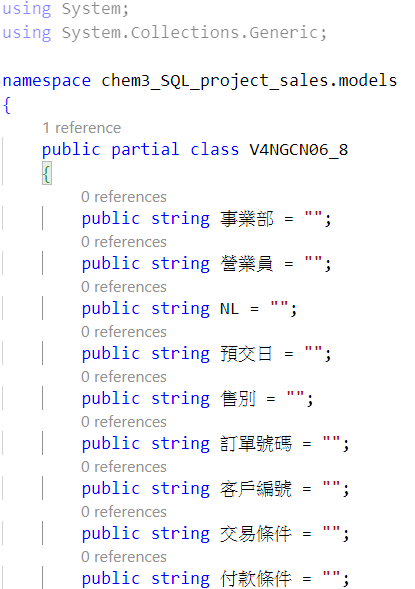 using System;
using System.Collections.Generic;
namespace chem3_SQL_project_sales.models
{
1 reference
public partial class V4NGCN06_8
{
0 references
public string 事業部 = "";
0 references
public string 營業員 = "";
0 references
public string NL = "";
0 references
public string 預交日 = "";
0 references
public string 售別 = "";
0 references
public string 訂單號碼 = "";
0 references
public string 客戶編號 = "";
0 references
public string 交易條件 = "";
0 references
public string 付款條件 = "";